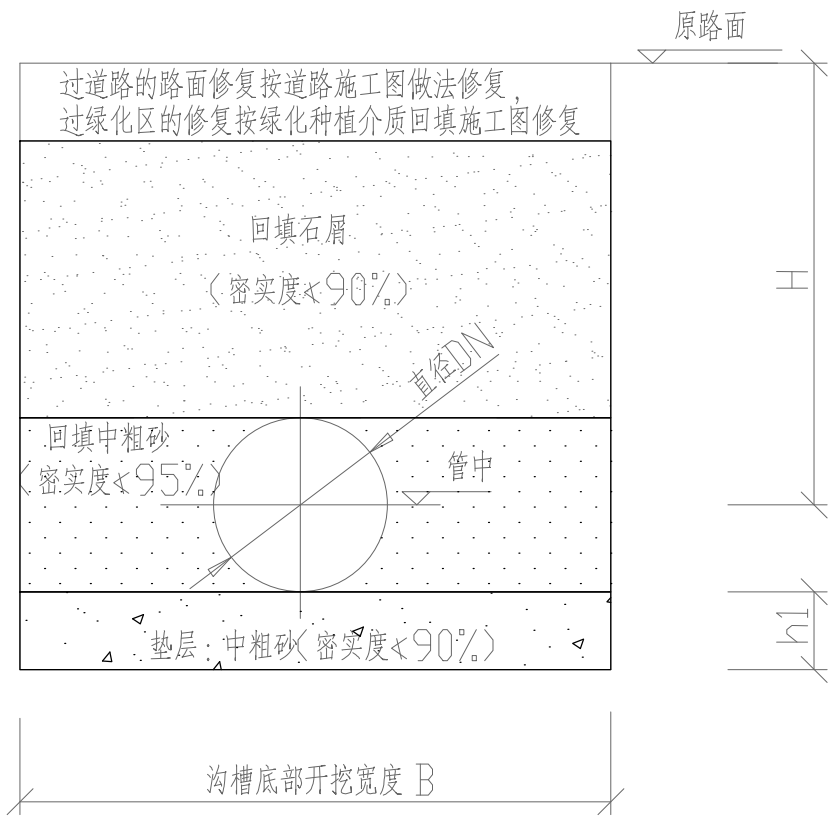 原路面
过道路的路面修复按道路施工图做法修复,
过绿化区的修复按绿化种植介质回填施工图修复
回填石屑
(密实度<90%)
H
直径DN
回填中粗砂
(密实度<95%)
管中
垫层:中粗砂(密实度<90%)
h1
沟槽底部开挖宽度 B